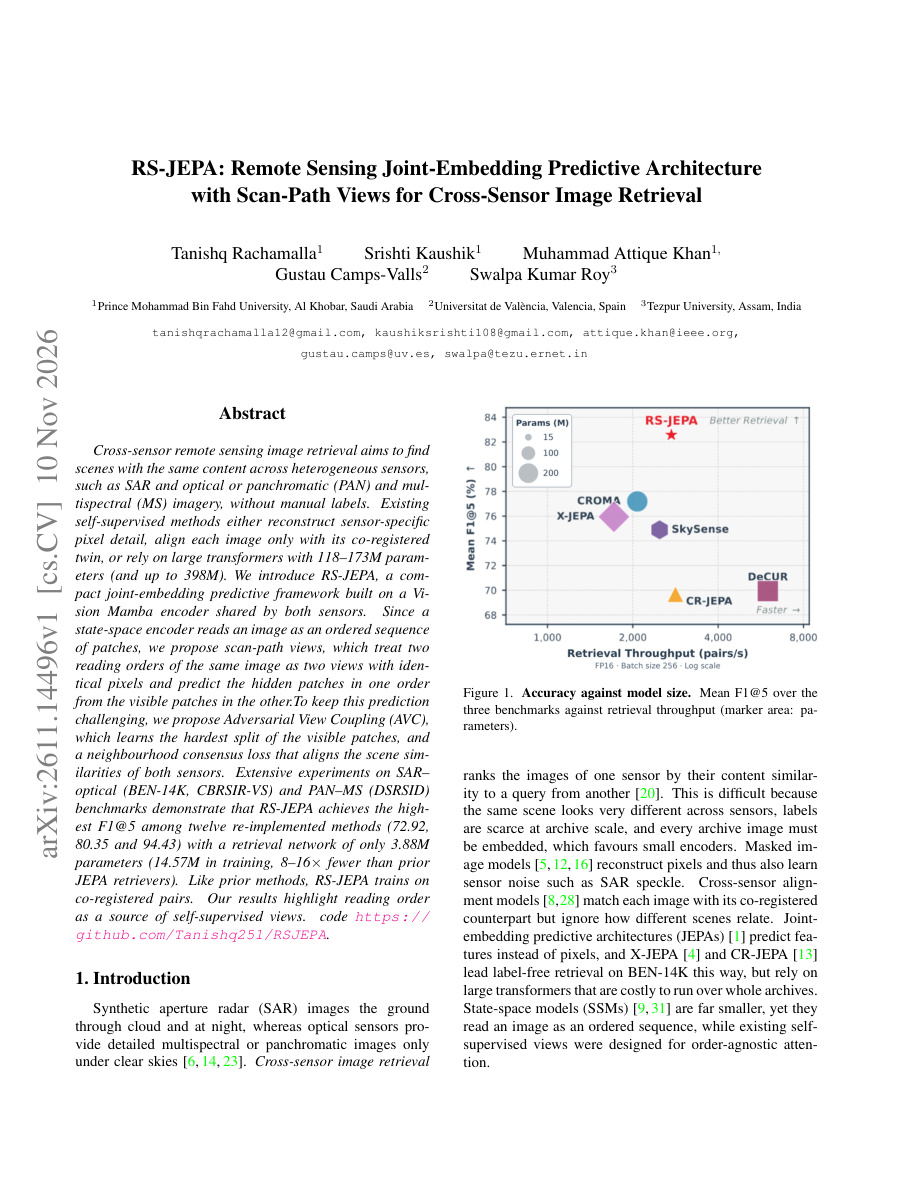 RS-JEPA: Remote Sensing Joint-Embedding Predictive Architecture
with Scan-Path Views for Cross-Sensor Image Retrieval
Tanishq Rachamalla1 Srishti Kaushik1 Muhammad Attique Khan1,
Gustau Camps-Valls2 Swalpa Kumar Roy3
1Prince Mohammad Bin Fahd University, Al Khobar, Saudi Arabia 2Universitat de València, Valencia, Spain 3Tezpur University, Assam, India
tanishqrachamalla12@gmail.com, kaushiksrishti108@gmail.com, attique.khan@ieee.org,
gustau.camps@uv.es, swalpa@tezu.ernet.in
arXiv:2611.14496v1 [cs.CV] 10 Nov 2026
Abstract
Cross-sensor remote sensing image retrieval aims to find
scenes with the same content across heterogeneous sensors,
such as SAR and optical or panchromatic (PAN) and mul-
tispectral (MS) imagery, without manual labels. Existing
self-supervised methods either reconstruct sensor-specific
pixel detail, align each image only with its co-registered
twin, or rely on large transformers with 118–173M param-
eters (and up to 398M). We introduce RS-JEPA, a com-
pact joint-embedding predictive framework built on a Vi-
sion Mamba encoder shared by both sensors. Since a
state-space encoder reads an image as an ordered sequence
of patches, we propose scan-path views, which treat two
reading orders of the same image as two views with iden-
tical pixels and predict the hidden patches in one order
from the visible patches in the other.To keep this prediction
challenging, we propose Adversarial View Coupling (AVC),
which learns the hardest split of the visible patches, and
a neighbourhood consensus loss that aligns the scene sim-
ilarities of both sensors. Extensive experiments on SAR–
optical (BEN-14K, CBRSIR-VS) and PAN–MS (DSRSID)
benchmarks demonstrate that RS-JEPA achieves the high-
est F1@5 among twelve re-implemented methods (72.92,
80.35 and 94.43) with a retrieval network of only 3.88M
parameters (14.57M in training, 8–16× fewer than prior
JEPA retrievers). Like prior methods, RS-JEPA trains on
co-registered pairs. Our results highlight reading order
as a source of self-supervised views. code https://
github.com/Tanishq251/RSJEPA.
1. Introduction
Synthetic aperture radar (SAR) images the ground
through cloud and at night, whereas optical sensors pro-
vide detailed multispectral or panchromatic images only
under clear skies [6, 14, 23]. Cross-sensor image retrieval
84
82
80
78
76
74
72
70
68
Mean F1@5 (%) ↑
Params (M)
15
100
200
RS-JEPA
Better Retrieval ↑
CROMA
X-JEPA
SkySense
DeCUR
CR-JEPA
Faster →
1,000 2,000 4,000 8,000
Retrieval Throughput (pairs/s)
FP16 · Batch size 256 · Log scale
Figure 1. Accuracy against model size. Mean F1@5 over the
three benchmarks against retrieval throughput (marker area: pa-
rameters).
ranks the images of one sensor by their content similar-
ity to a query from another [20]. This is difficult because
the same scene looks very different across sensors, labels
are scarce at archive scale, and every archive image must
be embedded, which favours small encoders. Masked im-
age models [5, 12, 16] reconstruct pixels and thus also learn
sensor noise such as SAR speckle. Cross-sensor align-
ment models [8,28] match each image with its co-registered
counterpart but ignore how different scenes relate. Joint-
embedding predictive architectures (JEPAs) [1] predict fea-
tures instead of pixels, and X-JEPA [4] and CR-JEPA [13]
lead label-free retrieval on BEN-14K this way, but rely on
large transformers that are costly to run over whole archives.
State-space models (SSMs) [9, 31] are far smaller, yet they
read an image as an ordered sequence, while existing self-
supervised views were designed for order-agnostic atten-
tion.